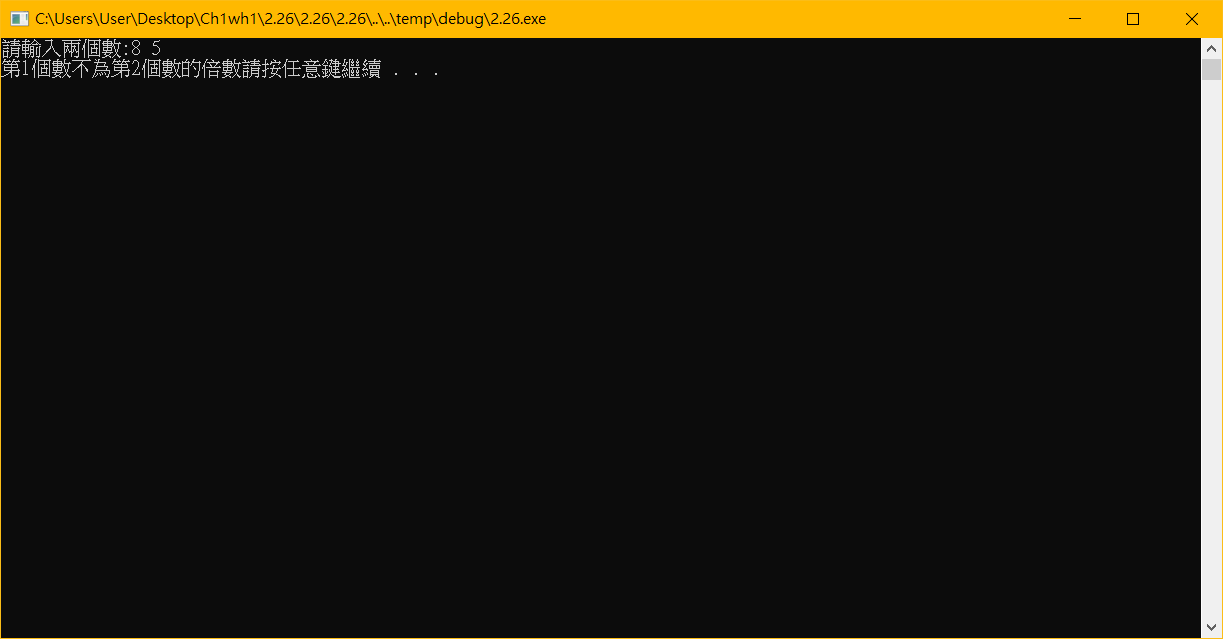 C:\Users\User\Desktop\Ch1wh1\2.26\2.26\2.26\..\..\temp\debug\2.26.exe
請輸入兩個數:8 5
第1個數不為第2個數的倍數請按任意鍵繼續 . . .